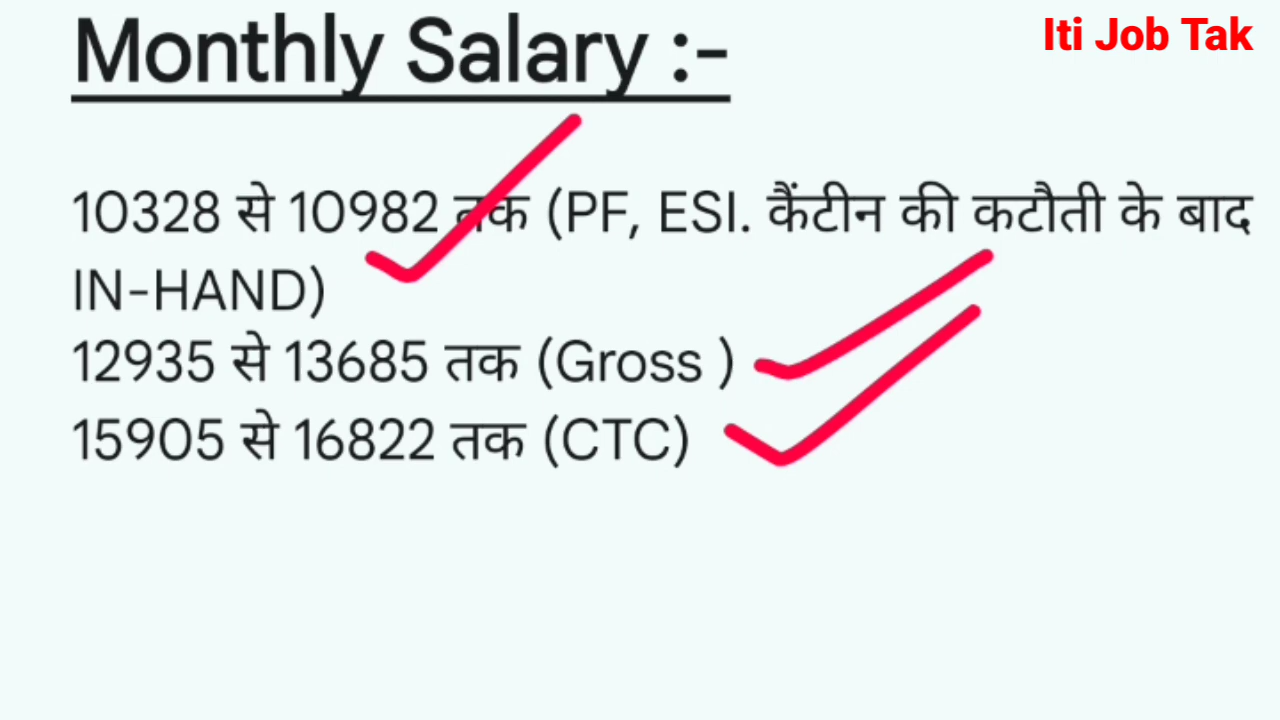 Monthly Salary :-
Iti Job Tak
10328 से 10982 तक (PF, ESI. कैंटीन की कटौती के बाद
IN-HAND)
12935 से 13685 तक (Gross )
15905 से 16822 तक (CTC)